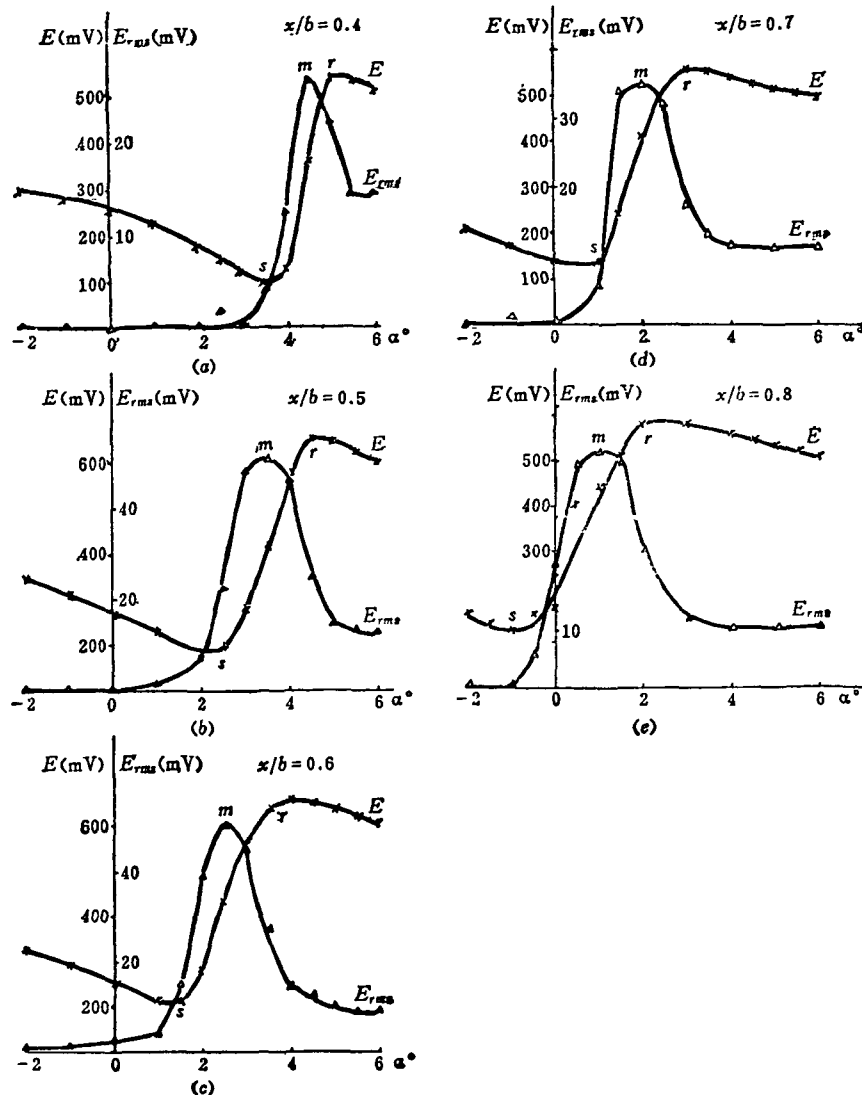 E(mV) E_rms(mV) x/b=0.4
m r E
500
400
20
300
E_rms
200
10
s
100
-2 0 2 4 6 α°
(a)
E(mV) E_rms(mV) x/b=0.5
m r E
600
40
400
20
200
s
E_rms
-2 0 2 4 6 α°
(b)
E(mV) E_rms(mV) x/b=0.6
m r E
600
40
400
20
200
s
E_rms
-2 0 2 4 6 α°
(c)
E(mV) E_rms(mV) x/b=0.7
m r E
500
30
400
300
20
200
s
E_rms
100
-2 0 2 4 6 α°
(d)
E(mV) E_rms(mV) x/b=0.8
m r E
500
400
300
s
10
E_rms
-2 0 2 4 6 α°
(e)